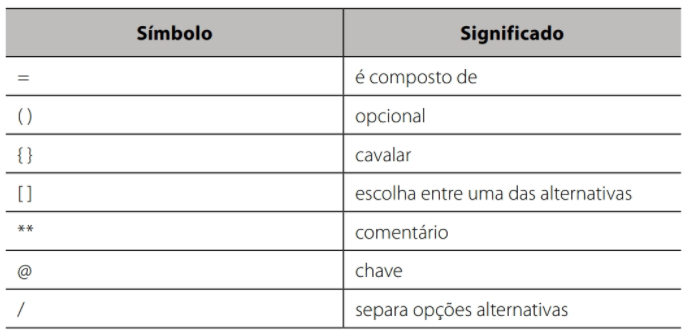 Símbolo Significado
= é composto de
( ) opcional
{ } cavalar
[ ] escolha entre uma das alternativas
** comentário
@ chave
/ separa opções alternativas